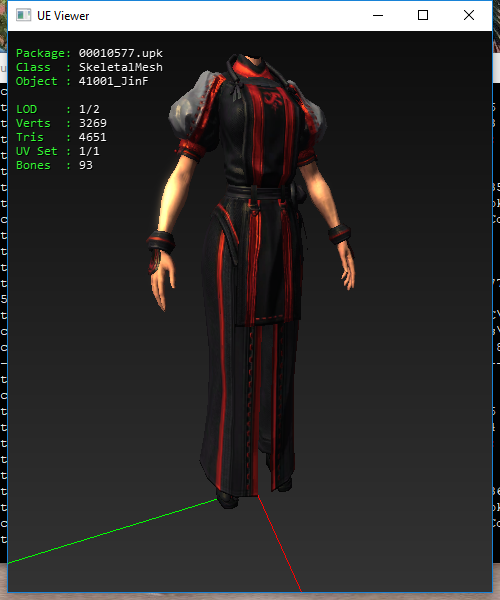 UE Viewer
Package: 00010577.upk
Class  : SkeletalMesh
Object : 41001_JinF
LOD    : 1/2
Verts  : 3269
Tris   : 4651
UV Set : 1/1
Bones  : 93